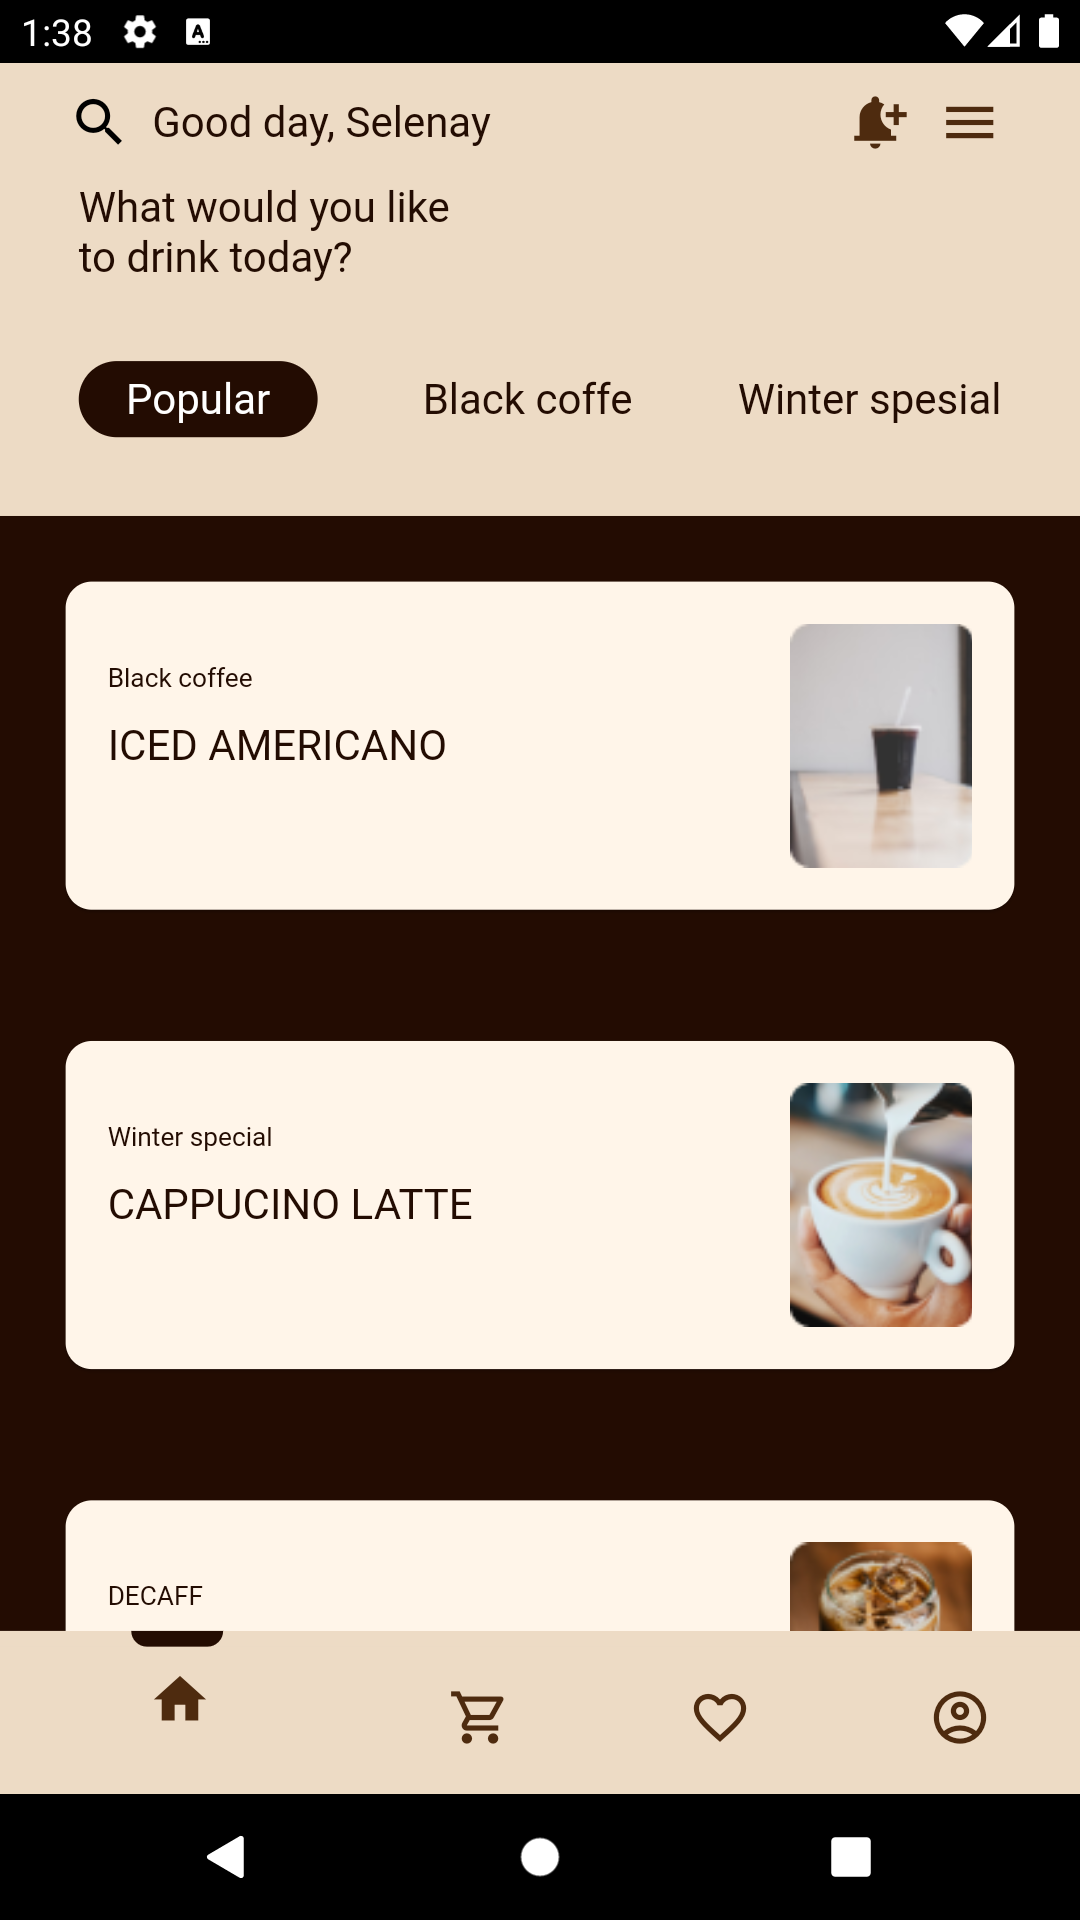 1:38
Good day, Selenay
What would you like
to drink today?
Popular
Black coffe
Winter spesial
Black coffee
ICED AMERICANO
Winter special
CAPPUCINO LATTE
DECAFF